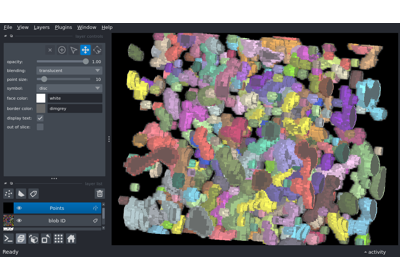 File View Layers Plugins Window Help
opacity: 1.00
blending: translucent
point size: 10
symbol: disc
face color: white
border color: dimgrey
display text:
out of slice:
Points
blob ID
Ready
activity